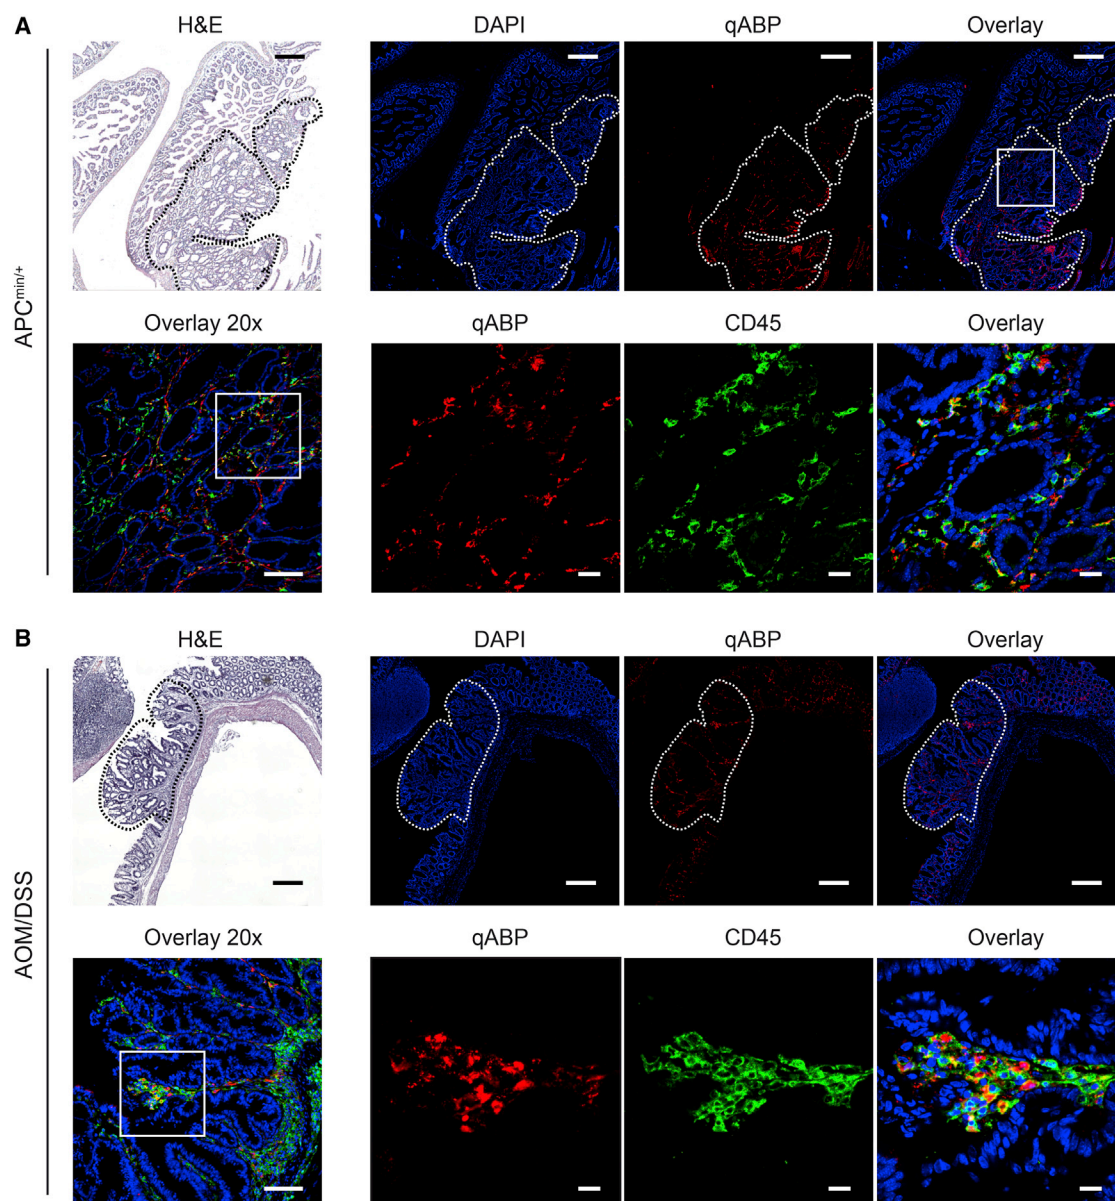 A
H&E
DAPI
qABP
Overlay
APCmin/+
Overlay 20x
qABP
CD45
Overlay
B
H&E
DAPI
qABP
Overlay
AOM/DSS
Overlay 20x
qABP
CD45
Overlay